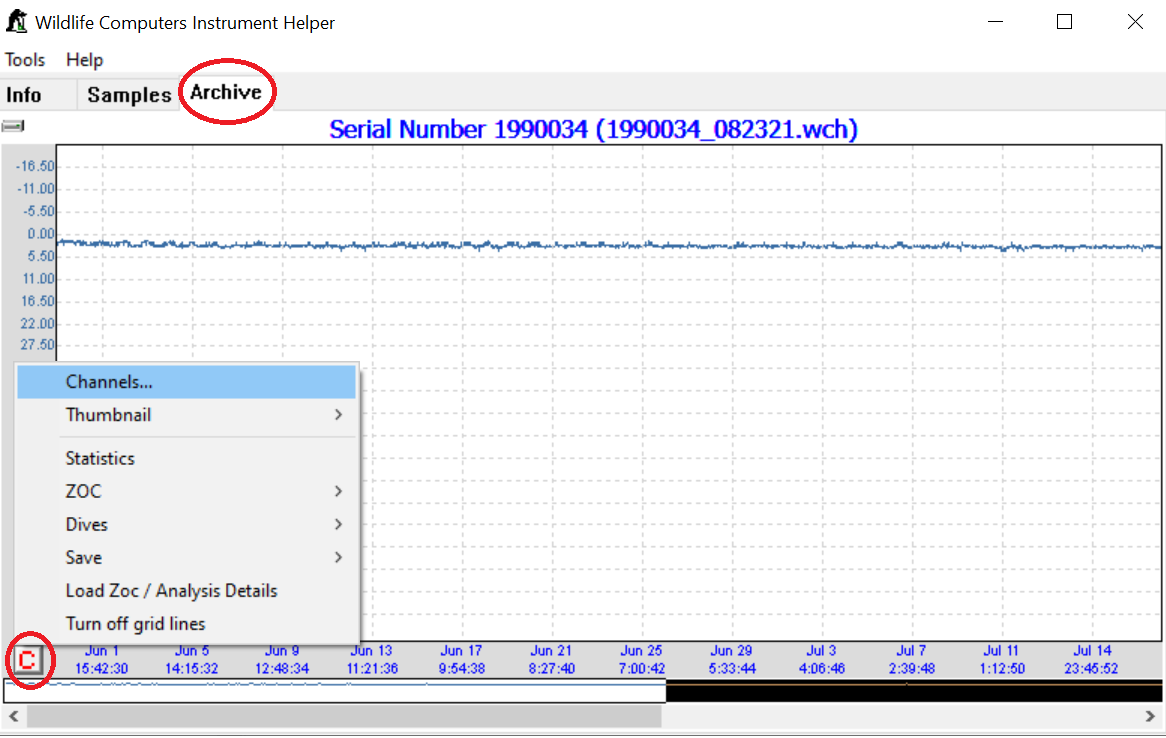 Wildlife Computers Instrument Helper
Tools Help
Info Samples Archive
Serial Number 1990034 (1990034_082321.wch)
-16.50
-11.00
-5.50
0.00
5.50
11.00
16.50
22.00
27.50
Channels...
Thumbnail
Statistics
ZOC
Dives
Save
Load Zoc / Analysis Details
Turn off grid lines
C
Jun 1 Jun 5 Jun 9 Jun 13 Jun 17 Jun 21 Jun 25 Jun 29 Jul 3 Jul 7 Jul 11 Jul 14
15:42:30 14:15:32 12:48:34 11:21:36 9:54:38 8:27:40 7:00:42 5:33:44 4:06:46 2:39:48 1:12:50 23:45:52